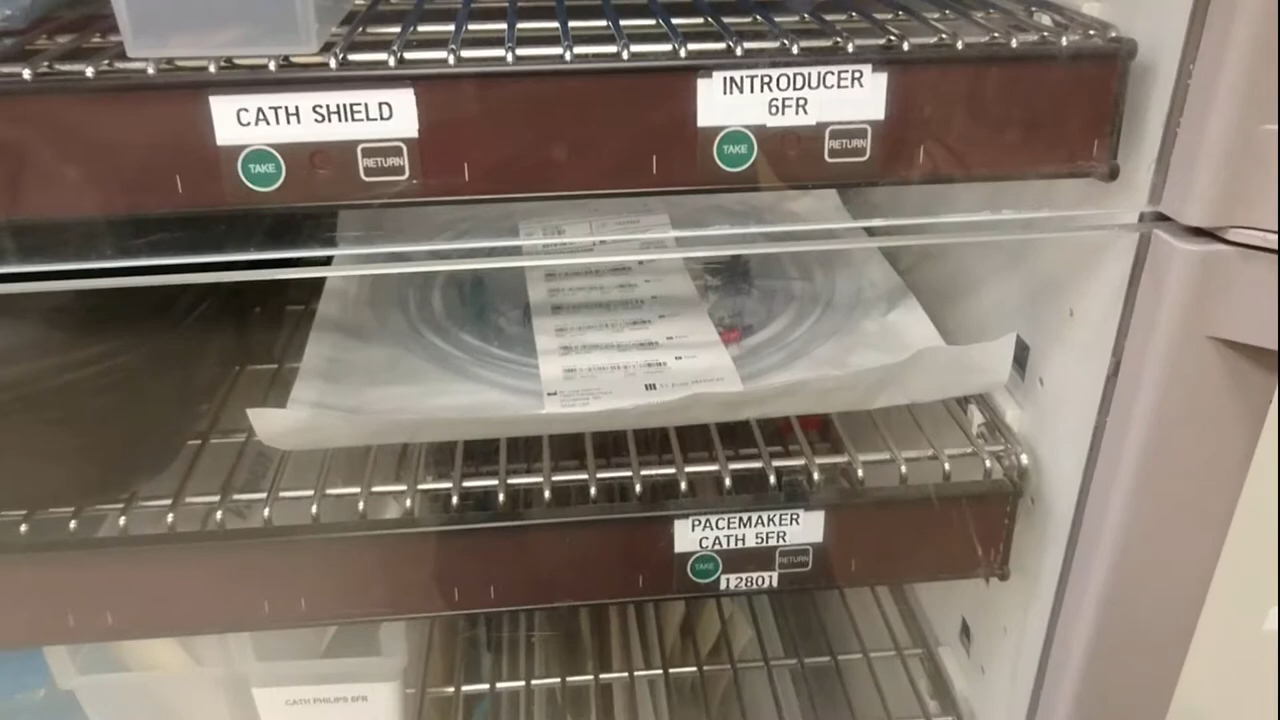 CATH SHIELD
TAKE
RETURN
INTRODUCER
6FR
TAKE
RETURN
PACEMAKER
CATH 5FR
TAKE
RETURN
12801
CATH PHILIPS 6FR